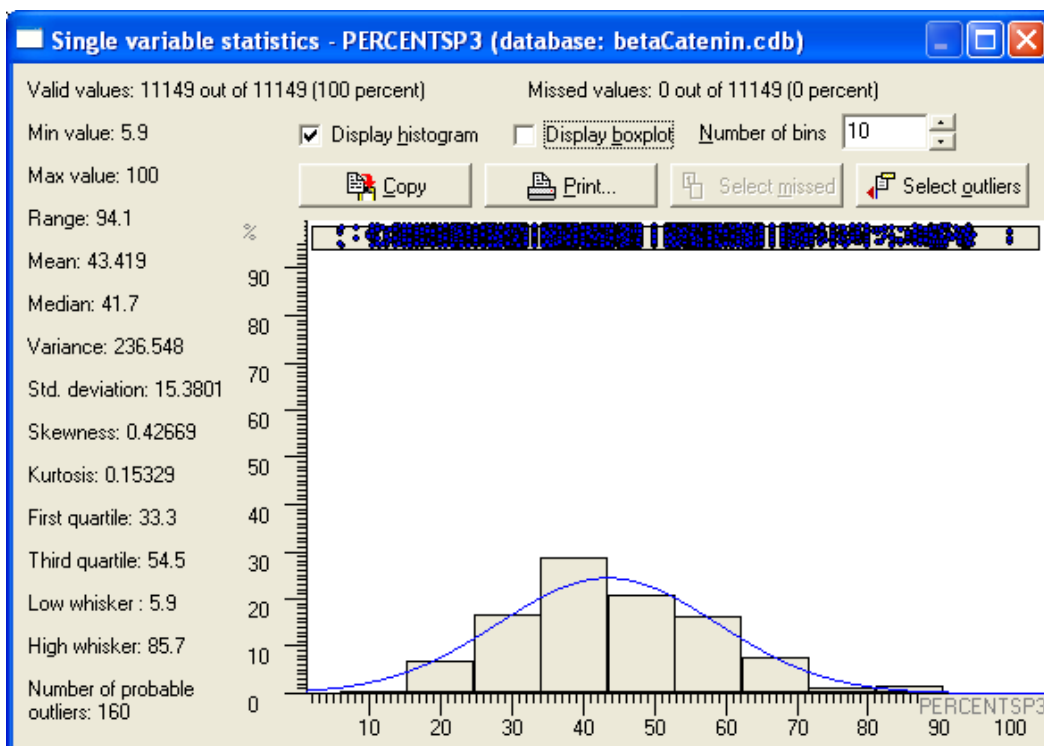 Single variable statistics - PERCENTSP3 (database: betaCatenin.cdb)
Valid values: 11149 out of 11149 (100 percent) Missed values: 0 out of 11149 (0 percent)
Min value: 5.9
Display histogram Display boxplot Number of bins 10
Max value: 100
Copy Print... Select missed Select outliers
Range: 94.1
%
Mean: 43.419
90
Median: 41.7
80
Variance: 236.548
70
Std. deviation: 15.3801
60
Skewness: 0.42669
50
Kurtosis: 0.15329
40
First quartile: 33.3
30
Third quartile: 54.5
20
Low whisker : 5.9
10
High whisker: 85.7
0
Number of probable
outliers: 160
PERCENTSP3
10 20 30 40 50 60 70 80 90 100